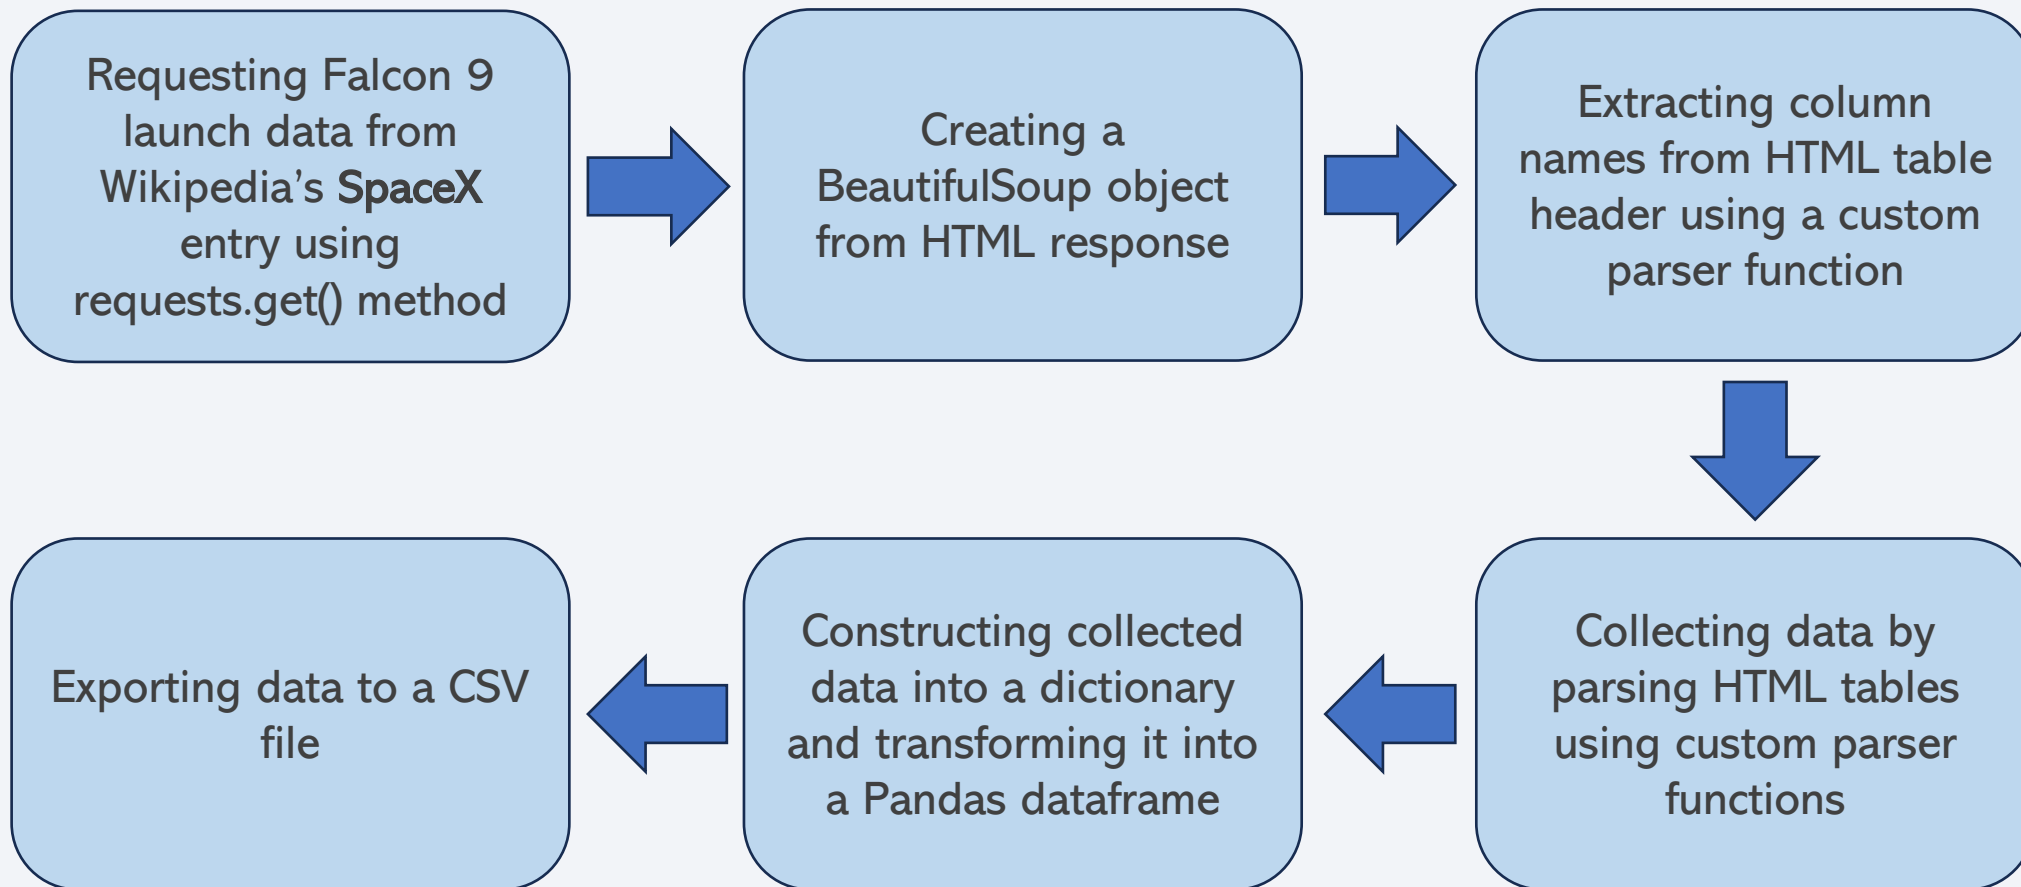 Requesting Falcon 9
launch data from
Wikipedia’s SpaceX
entry using
requests.get() method
Creating a
BeautifulSoup object
from HTML response
Extracting column
names from HTML table
header using a custom
parser function
Collecting data by
parsing HTML tables
using custom parser
functions
Constructing collected
data into a dictionary
and transforming it into
a Pandas dataframe
Exporting data to a CSV
file